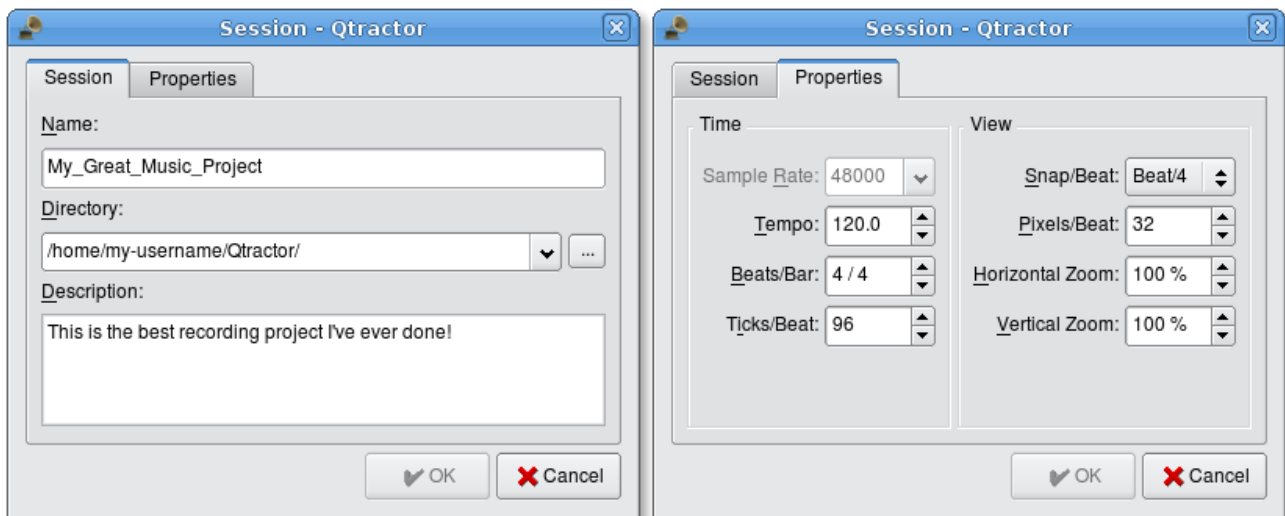 Session - Qtractor
Session Properties
Name:
My_Great_Music_Project
Directory:
/home/my-username/Qtractor/
...
Description:
This is the best recording project I've ever done!
OK Cancel
Session - Qtractor
Session Properties
Time
Sample Rate: 48000
Tempo: 120.0
Beats/Bar: 4 / 4
Ticks/Beat: 96
View
Snap/Beat: Beat/4
Pixels/Beat: 32
Horizontal Zoom: 100 %
Vertical Zoom: 100 %
OK Cancel